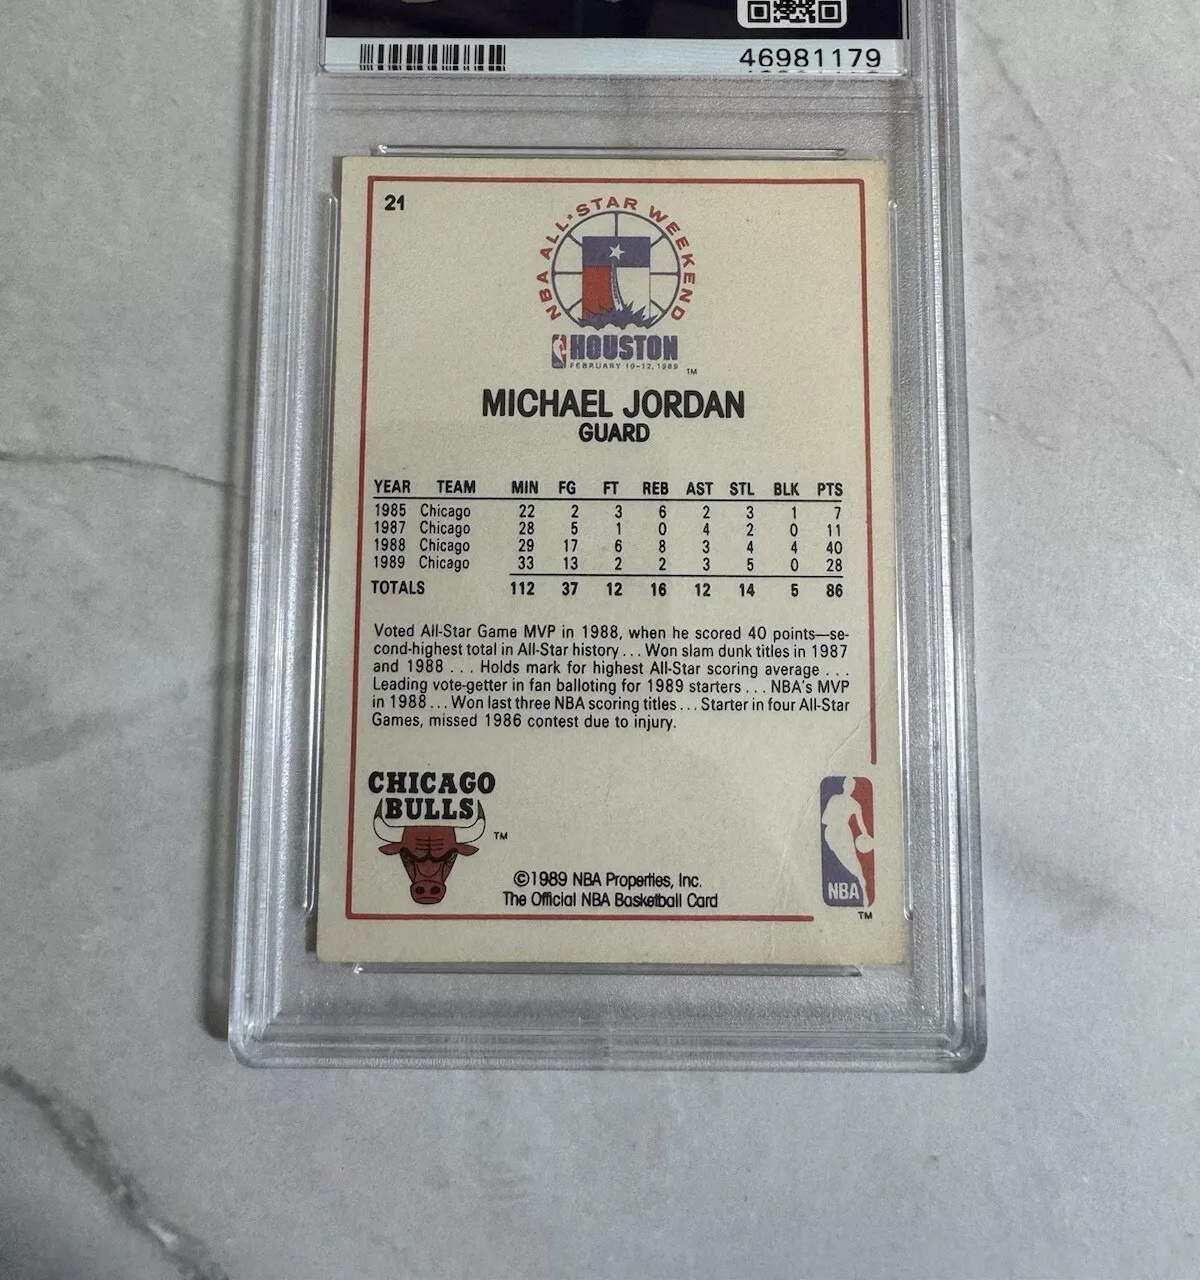 46981179
21
NBA ALL★STAR WEEKEND
HOUSTON
FEBRUARY 10-12, 1989
TM
MICHAEL JORDAN
GUARD
YEAR TEAM MIN FG FT REB AST STL BLK PTS
1985 Chicago 22 2 3 6 2 3 1 7
1987 Chicago 28 5 1 0 4 2 0 11
1988 Chicago 29 17 6 8 3 4 4 40
1989 Chicago 33 13 2 2 3 5 0 28
TOTALS 112 37 12 16 12 14 5 86
Voted All-Star Game MVP in 1988, when he scored 40 points—se-
cond-highest total in All-Star history . . . Won slam dunk titles in 1987
and 1988 . . . Holds mark for highest All-Star scoring average . . .
Leading vote-getter in fan balloting for 1989 starters . . . NBA's MVP
in 1988 . . . Won last three NBA scoring titles . . . Starter in four All-Star
Games, missed 1986 contest due to injury.
CHICAGO
BULLS
TM
©1989 NBA Properties, Inc.
The Official NBA Basketball Card
NBA
TM